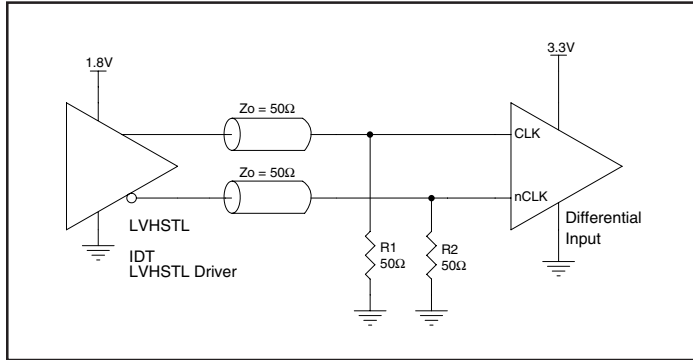 1.8V
3.3V
Zo = 50Ω
CLK
Zo = 50Ω
nCLK
LVHSTL
IDT
LVHSTL Driver
R1
50Ω
R2
50Ω
Differential
Input